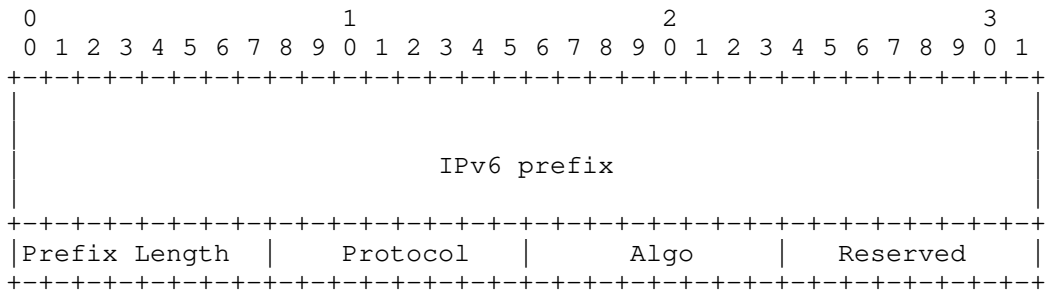 0                   1                   2                   3
 0 1 2 3 4 5 6 7 8 9 0 1 2 3 4 5 6 7 8 9 0 1 2 3 4 5 6 7 8 9 0 1
+-+-+-+-+-+-+-+-+-+-+-+-+-+-+-+-+-+-+-+-+-+-+-+-+-+-+-+-+-+-+-+-+
|                                                               |
|                                                               |
|                          IPv6 prefix                          |
|                                                               |
+-+-+-+-+-+-+-+-+-+-+-+-+-+-+-+-+-+-+-+-+-+-+-+-+-+-+-+-+-+-+-+-+
|Prefix Length  |    Protocol   |      Algo     |   Reserved    |
+-+-+-+-+-+-+-+-+-+-+-+-+-+-+-+-+-+-+-+-+-+-+-+-+-+-+-+-+-+-+-+-+